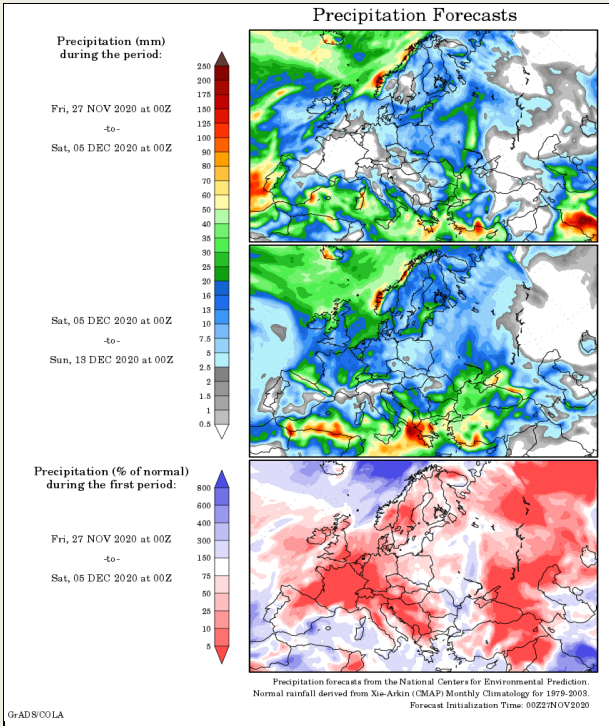 Precipitation Forecasts
Precipitation (mm)
during the period:
Fri, 27 NOV 2020 at 00Z
-to-
Sat, 05 DEC 2020 at 00Z
250
200
175
150
125
100
90
80
70
60
50
40
35
30
25
20
16
13
10
7.5
5
2.5
2
1.5
1
0.5
Sat, 05 DEC 2020 at 00Z
-to-
Sun, 13 DEC 2020 at 00Z
Precipitation (% of normal)
during the first period:
Fri, 27 NOV 2020 at 00Z
-to-
Sat, 05 DEC 2020 at 00Z
800
600
400
300
150
75
50
25
10
5
Precipitation forecasts from the National Centers for Environmental Prediction.
Normal rainfall derived from Xie-Arkin (CMAP) Monthly Climatology for 1979-2003.
Forecast Initialization Time: 00Z27NOV2020
GrADS/COLA